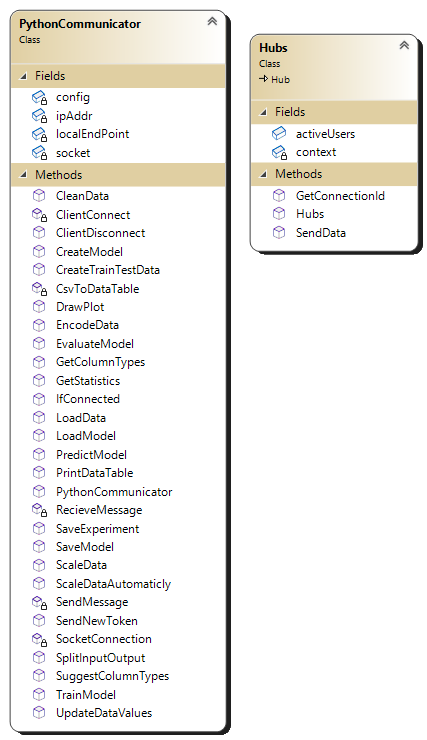 PythonCommunicator
Class
Fields
config
ipAddr
localEndPoint
socket
Methods
CleanData
ClientConnect
ClientDisconnect
CreateModel
CreateTrainTestData
CsvToDataTable
DrawPlot
EncodeData
EvaluateModel
GetColumnTypes
GetStatistics
IfConnected
LoadData
LoadModel
PredictModel
PrintDataTable
PythonCommunicator
RecieveMessage
SaveExperiment
SaveModel
ScaleData
ScaleDataAutomaticly
SendMessage
SendNewToken
SocketConnection
SplitInputOutput
SuggestColumnTypes
TrainModel
UpdateDataValues
Hubs
Class
Hub
Fields
activeUsers
context
Methods
GetConnectionId
Hubs
SendData